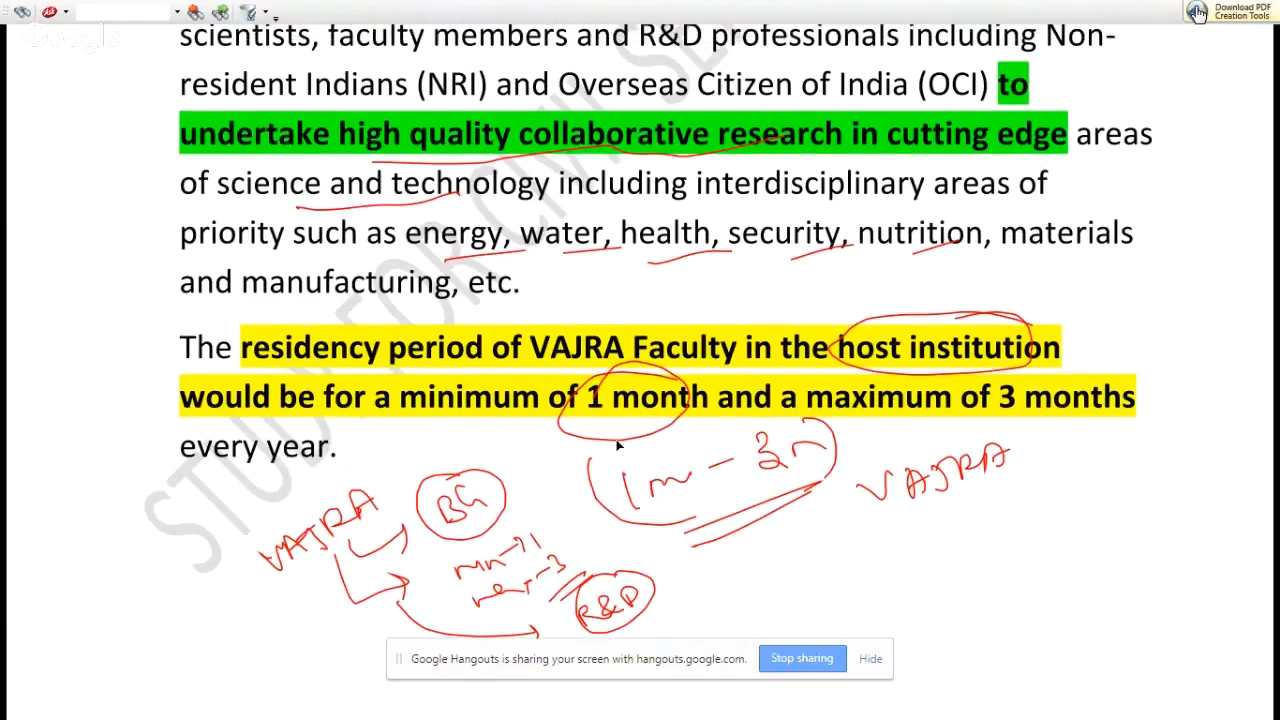 Download PDF
Creation Tools
Google
scientists, faculty members and R&D professionals including Non-
resident Indians (NRI) and Overseas Citizen of India (OCI) to
undertake high quality collaborative research in cutting edge areas
of science and technology including interdisciplinary areas of
priority such as energy, water, health, security, nutrition, materials
and manufacturing, etc.
The residency period of VAJRA Faculty in the host institution
would be for a minimum of 1 month and a maximum of 3 months
every year.
VAJRA
VAJRA
R&D
Google Hangouts is sharing your screen with hangouts.google.com. Stop sharing Hide